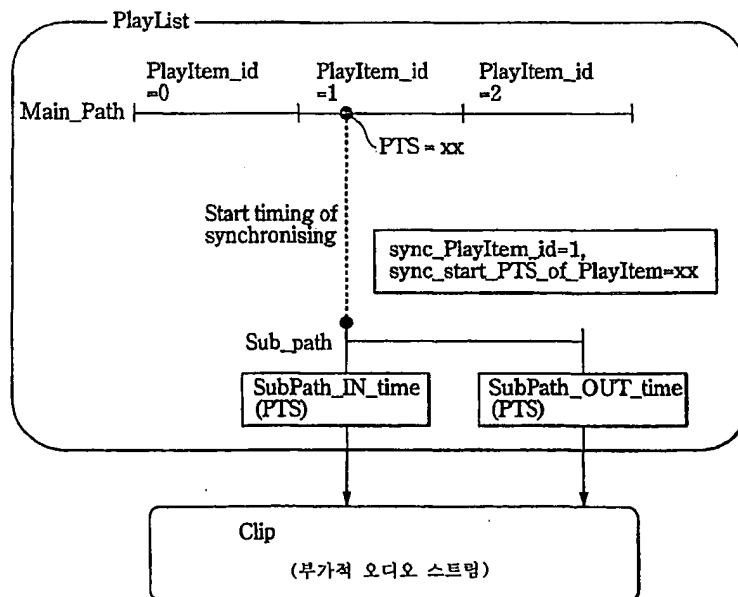 PlayList
PlayItem_id
=0
PlayItem_id
=1
PlayItem_id
=2
Main_Path
PTS = xx
Start timing of
synchronising
sync_PlayItem_id=1,
sync_start_PTS_of_PlayItem=xx
Sub_path
SubPath_IN_time
(PTS)
SubPath_OUT_time
(PTS)
Clip
(부가적 오디오 스트림)